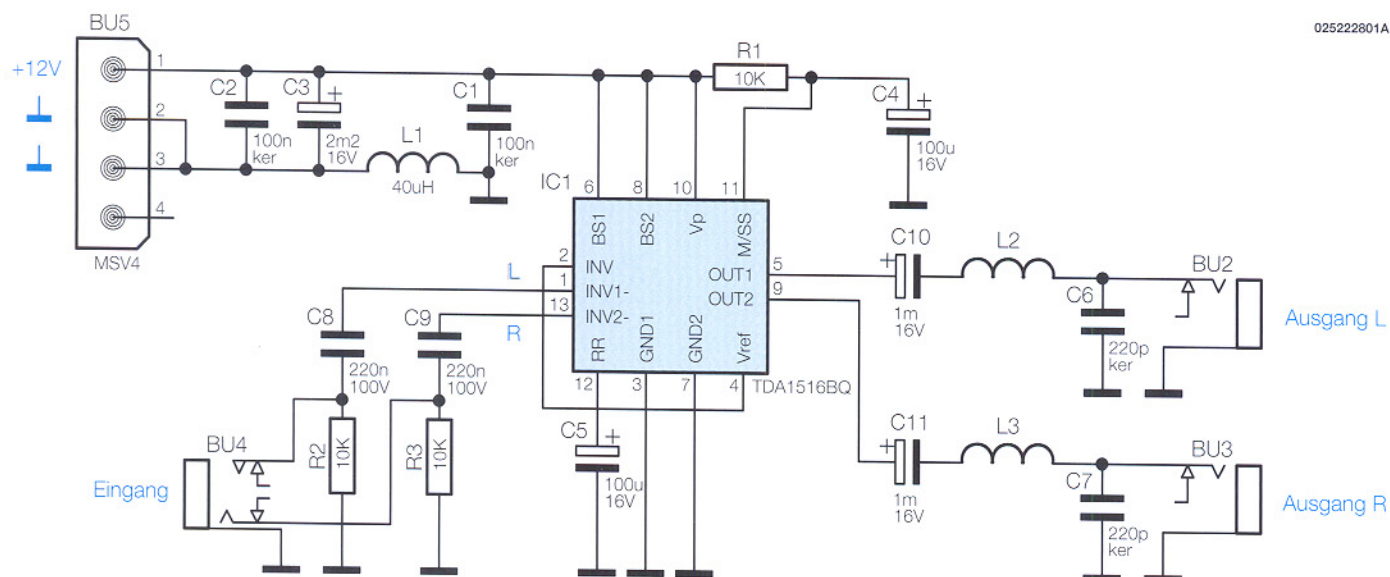 BU5
025222801A
+12V
1
2
3
4
MSV4
C2
100n
ker
C3
+
2m2
16V
L1
40uH
C1
100n
ker
R1
10K
C4
+
100u
16V
IC1
6
8
10
11
BS1
BS2
Vp
M/SS
2
INV
L
1
INV1-
13
INV2-
R
OUT1
5
OUT2
9
RR
GND1
GND2
Vref
12
3
7
4
TDA1516BQ
C8
220n
100V
C9
220n
100V
R2
10K
R3
10K
BU4
Eingang
C5
+
100u
16V
C10
+
1m
16V
L2
C6
220p
ker
BU2
Ausgang L
C11
+
1m
16V
L3
C7
220p
ker
BU3
Ausgang R